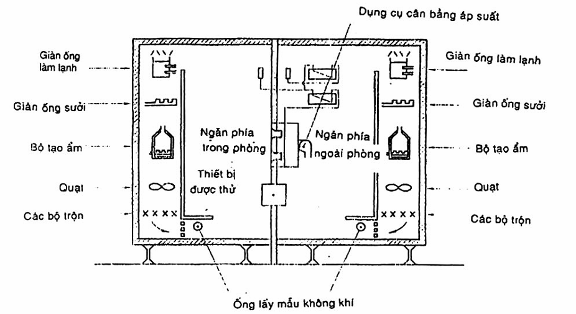 Dụng cụ cân bằng áp suất
Giàn ống
làm lạnh
Giàn ống sưởi
Bộ tạo ẩm
Quạt
Các bộ trộn
Ngăn phía
trong phòng
Thiết bị
được thử
Ngăn phía
ngoài phòng
Giàn ống làm lạnh
Giàn ống sưởi
Bộ tạo ẩm
Quạt
Các bộ trộn
Ống lấy mẫu không khí